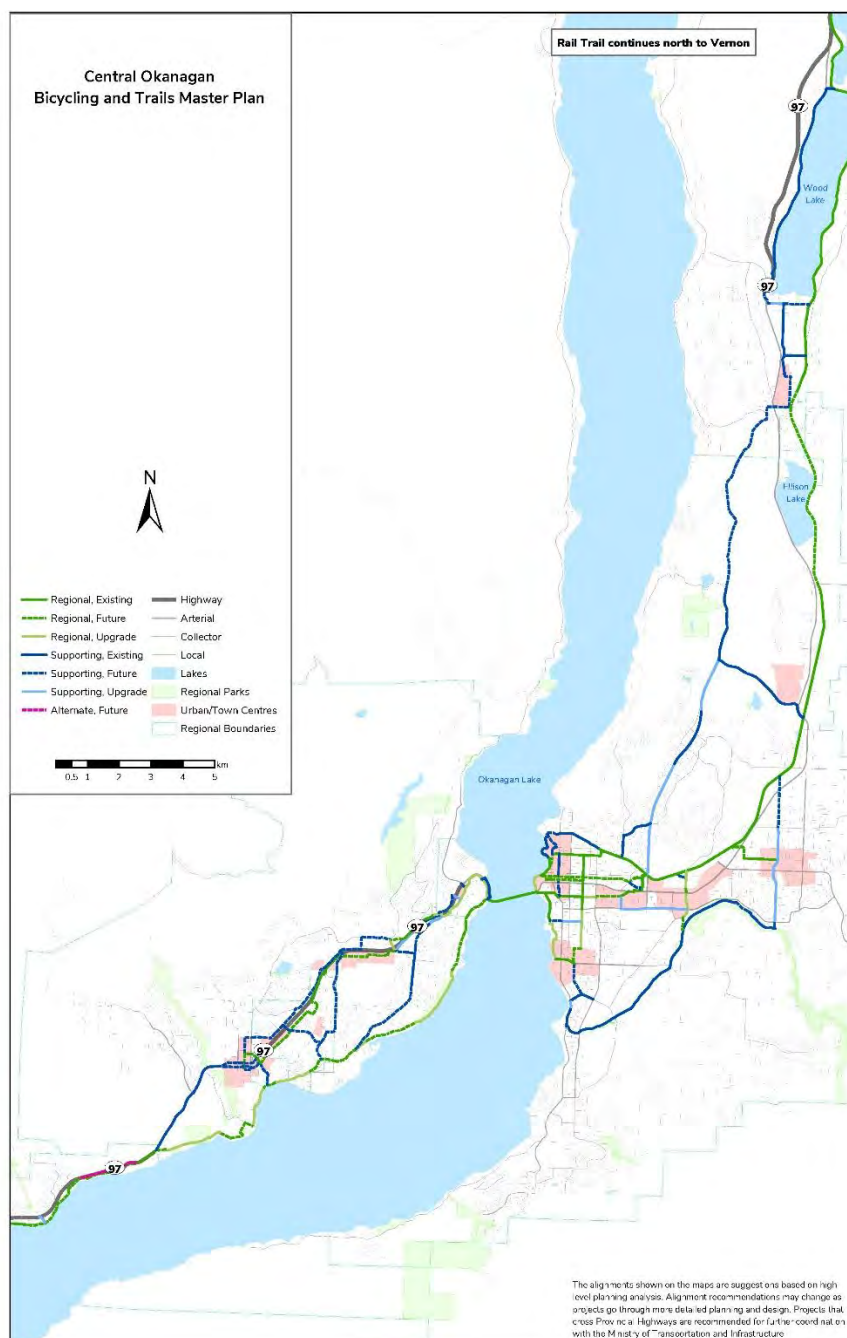 Rail Trail continues north to Vernon
Central Okanagan
Bicycling and Trails Master Plan
97
Wood
Lake
97
N
Ellison
Lake
Regional, Existing
Regional, Future
Regional, Upgrade
Supporting, Existing
Supporting, Future
Supporting, Upgrade
Alternate, Future
Highway
Arterial
Collector
Local
Lakes
Regional Parks
Urban/Town Centres
Regional Boundaries
0.5 1 2 3 4 5 km
Okanagan Lake
97
97
97
The alignments shown on the maps are suggestions based on high
level planning analysis. Alignment recommendations may change as
projects go through more detailed planning and design. Projects that
cross Provincial Highways are recommended for further coordination
with the Ministry of Transportation and Infrastructure